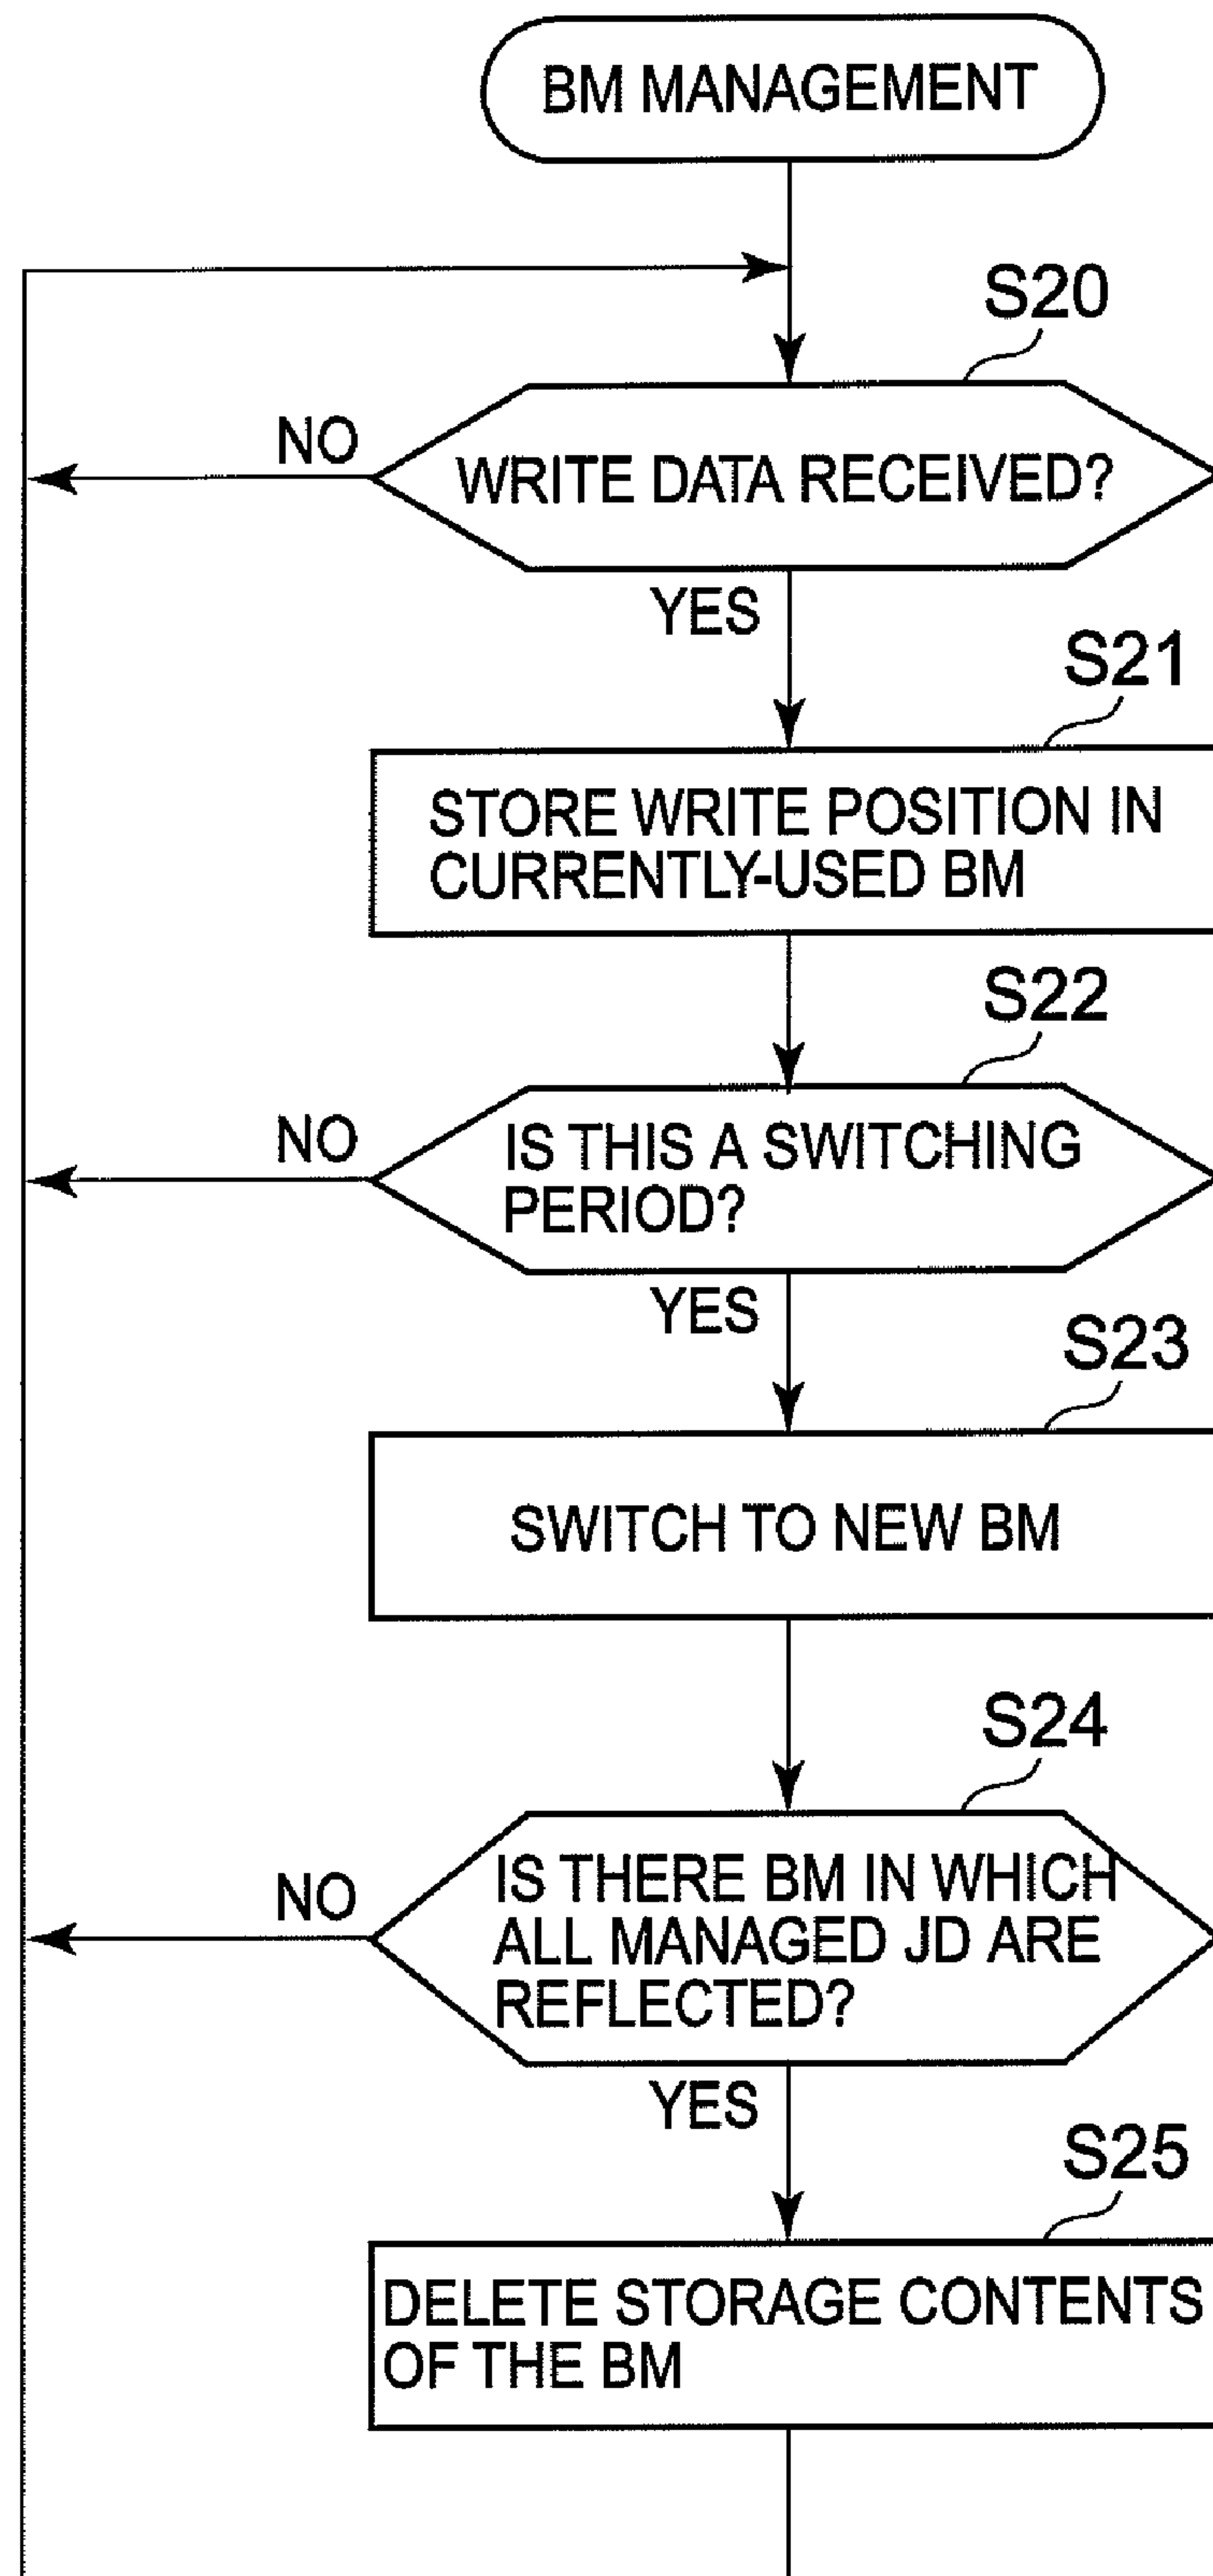 BM MANAGEMENT
S20
NO
WRITE DATA RECEIVED?
YES
S21
STORE WRITE POSITION IN
CURRENTLY-USED BM
S22
NO
IS THIS A SWITCHING
PERIOD?
YES
S23
SWITCH TO NEW BM
S24
NO
IS THERE BM IN WHICH
ALL MANAGED JD ARE
REFLECTED?
YES
S25
DELETE STORAGE CONTENTS
OF THE BM